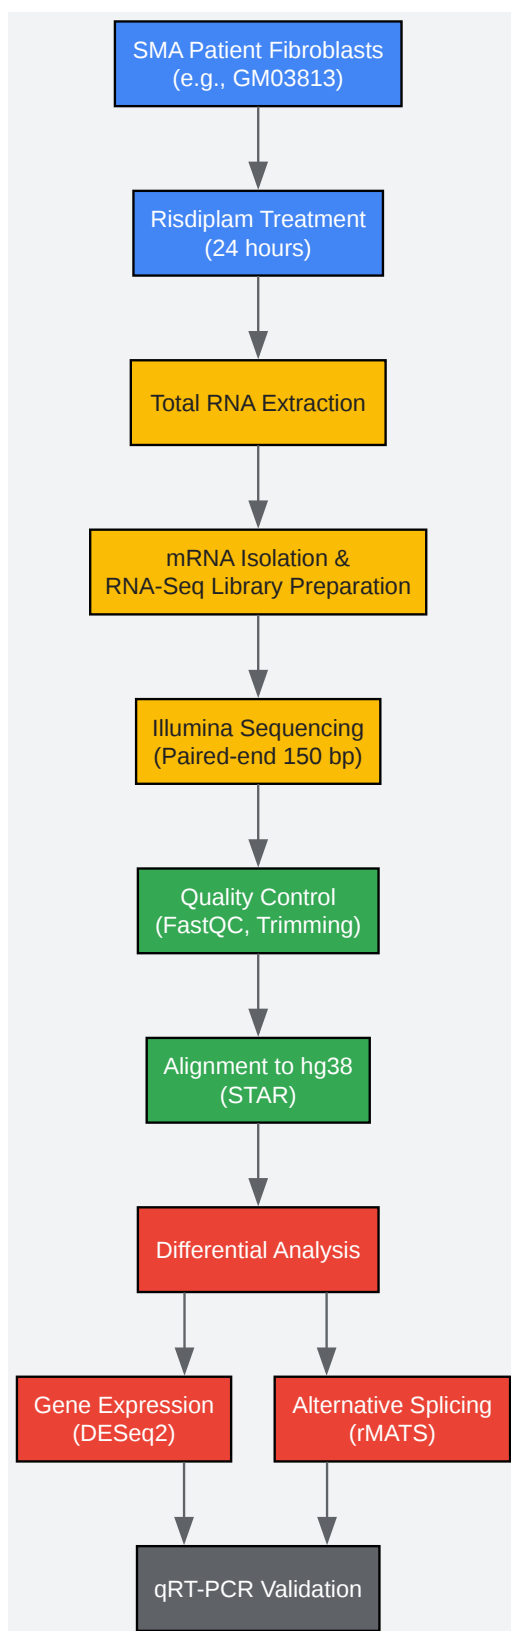 SMA Patient Fibroblasts
(e.g., GM03813)
Risdiplam Treatment
(24 hours)
Total RNA Extraction
mRNA Isolation &
RNA-Seq Library Preparation
Illumina Sequencing
(Paired-end 150 bp)
Quality Control
(FastQC, Trimming)
Alignment to hg38
(STAR)
Differential Analysis
Gene Expression
(DESeq2)
Alternative Splicing
(rMATS)
qRT-PCR Validation